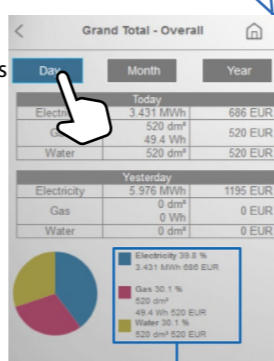 Grand Total - Overall
s
Day
Month
Year
Today
3.431 MWh 686 EUR
520 dm³
49.4 Wh
520 EUR
Water 520 dm³ 520 EUR
Yesterday
Electricity 5.976 MWh 1195 EUR
0 dm³
Gas 0 EUR
0 Wh
Water 0 dm³ 0 EUR
Electricity 39.8 %
3.431 MWh 686 EUR
Gas 30.1 %
520 dm³
49.4 Wh 520 EUR
Water 30.1 %
520 dm³ 520 EUR